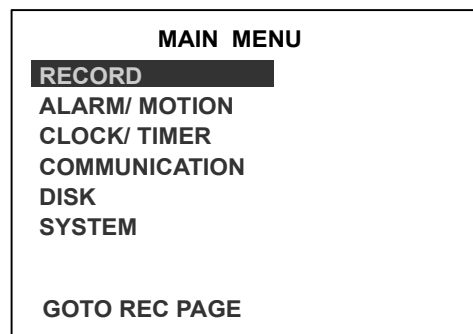 MAIN MENU
RECORD
ALARM/ MOTION
CLOCK/ TIMER
COMMUNICATION
DISK
SYSTEM
GOTO REC PAGE